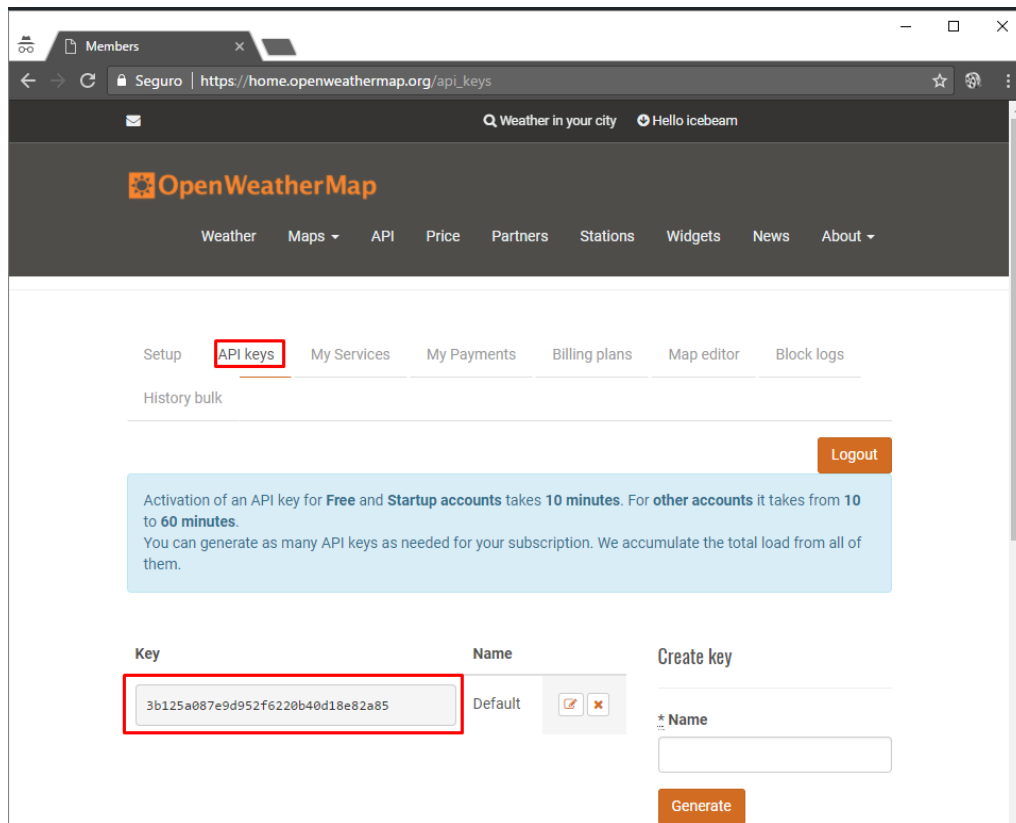 Members
Seguro | https://home.openweathermap.org/api_keys
Weather in your city Hello icebeam
OpenWeatherMap
Weather Maps API Price Partners Stations Widgets News About
Setup API keys My Services My Payments Billing plans Map editor Block logs
History bulk
Logout
Activation of an API key for Free and Startup accounts takes 10 minutes. For other accounts it takes from 10
to 60 minutes.
You can generate as many API keys as needed for your subscription. We accumulate the total load from all of
them.
Key Name Create key
3b125a087e9d952f6220b40d18e82a85 Default
* Name
Generate